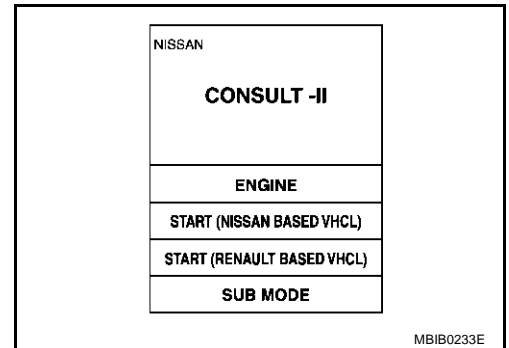 NISSAN
CONSULT -II
ENGINE
START (NISSAN BASED VHCL)
START (RENAULT BASED VHCL)
SUB MODE
MBIB0233E